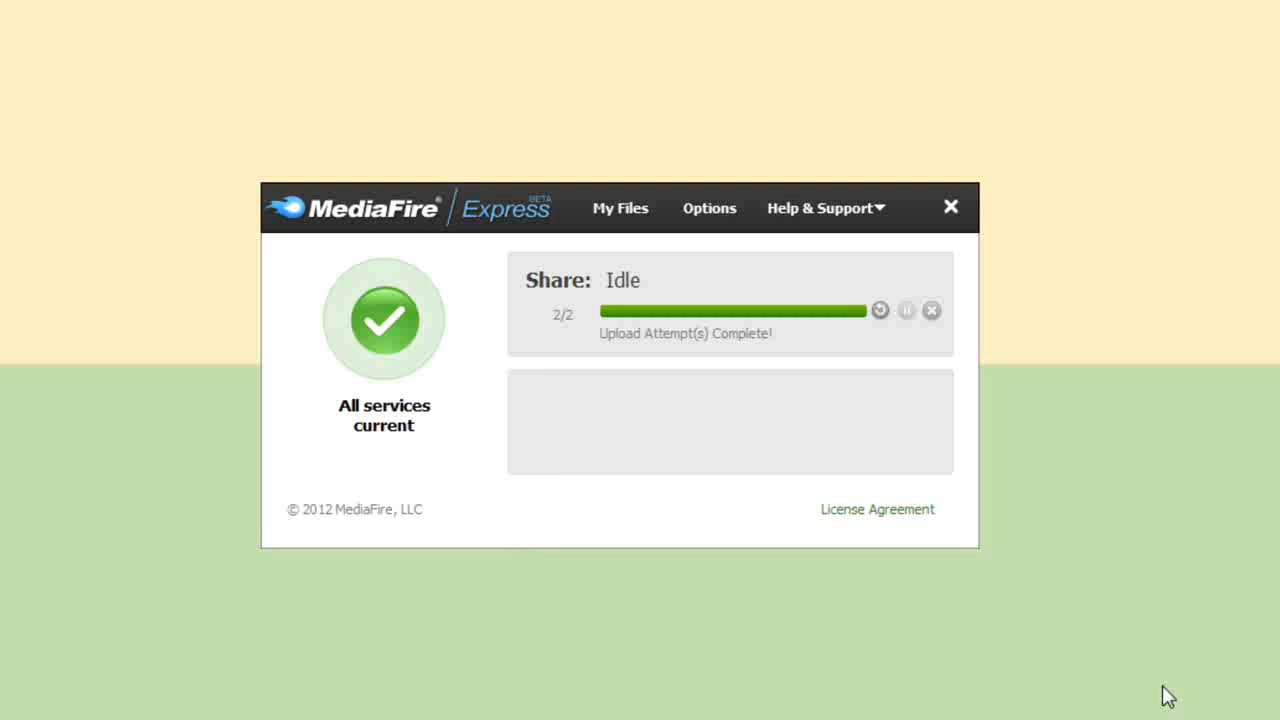 MediaFire® Express BETA My Files Options Help & Support
Share: Idle
2/2
Upload Attempt(s) Complete!
All services
current
© 2012 MediaFire, LLC License Agreement